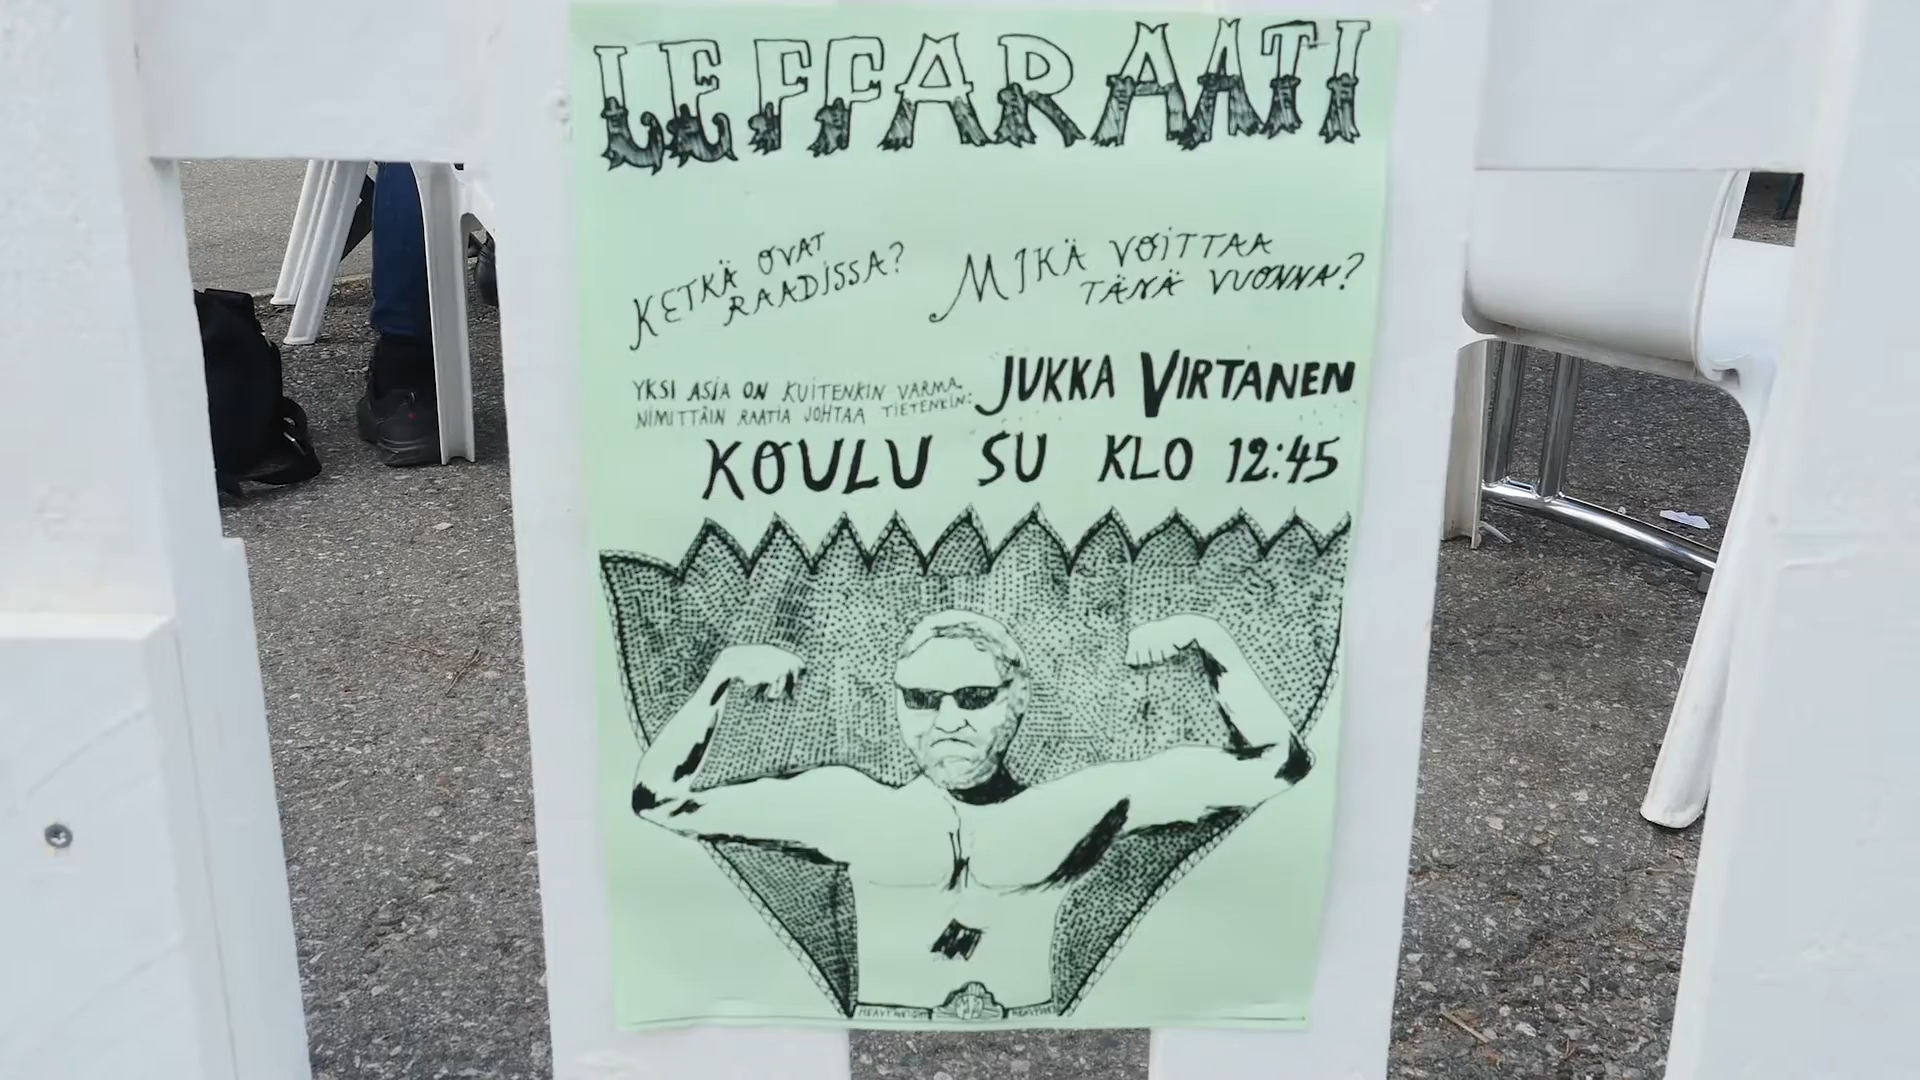 LEFFARAATI
KETKÄ OVAT
RAADISSA?
MIKÄ VOITTAA
TÄNÄ VUONNA?
YKSI ASIA ON KUITENKIN VARMA.
NIMITTÄIN RAATIA JOHTAA TIETENKIN:
JUKKA VIRTANEN
KOULU SU KLO 12:45
HEAVYWEIGHT